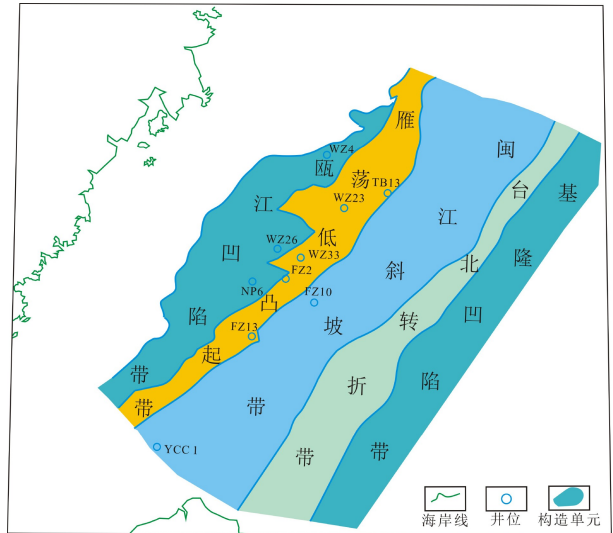 瓯江凹陷带
雁荡低凸起带
闽江斜坡带
台北转折带
基隆凹陷带
WZ4
TB13
WZ23
WZ26
WZ33
FZ2
NP6
FZ10
FZ13
YCC 1
海岸线
井位
构造单元